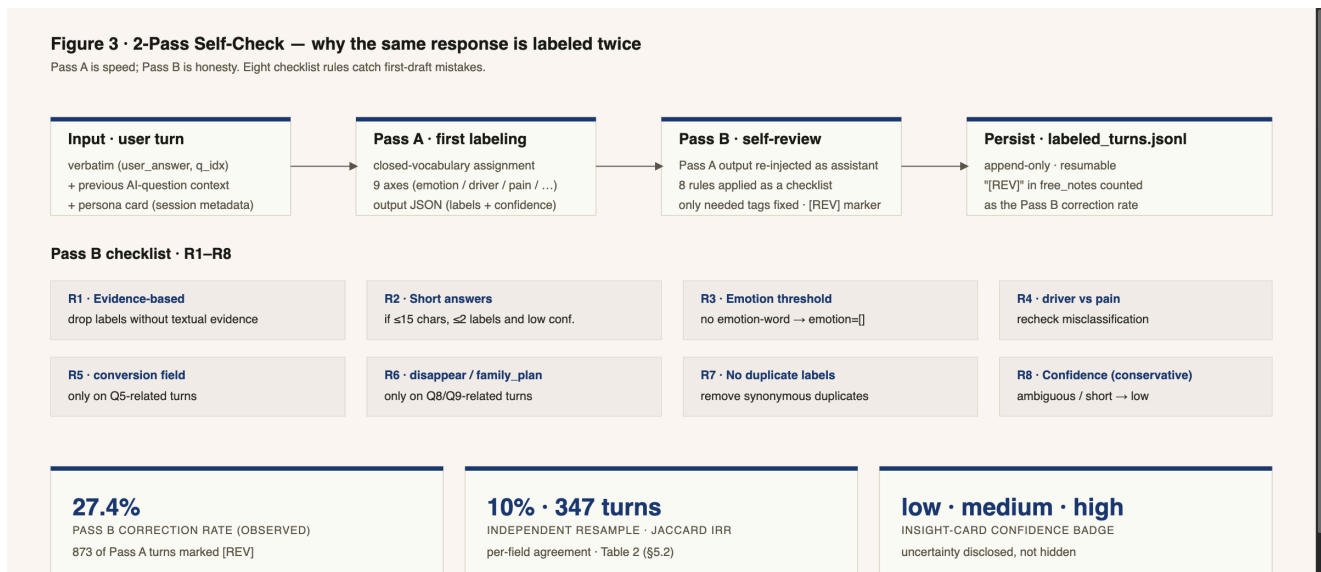 Figure 3 · 2-Pass Self-Check — why the same response is labeled twice
Pass A is speed; Pass B is honesty. Eight checklist rules catch first-draft mistakes.
Input · user turn
verbatim (user_answer, q_idx)
+ previous AI-question context
+ persona card (session metadata)
Pass A · first labeling
closed-vocabulary assignment
9 axes (emotion / driver / pain / …)
output JSON (labels + confidence)
Pass B · self-review
Pass A output re-injected as assistant
8 rules applied as a checklist
only needed tags fixed · [REV] marker
Persist · labeled_turns.jsonl
append-only · resumable
"[REV]" in free_notes counted
as the Pass B correction rate
Pass B checklist · R1–R8
R1 · Evidence-based
drop labels without textual evidence
R2 · Short answers
if ≤15 chars, ≤2 labels and low conf.
R3 · Emotion threshold
no emotion-word → emotion=[]
R4 · driver vs pain
recheck misclassification
R5 · conversion field
only on Q5-related turns
R6 · disappear / family_plan
only on Q8/Q9-related turns
R7 · No duplicate labels
remove synonymous duplicates
R8 · Confidence (conservative)
ambiguous / short → low
27.4%
PASS B CORRECTION RATE (OBSERVED)
873 of Pass A turns marked [REV]
10% · 347 turns
INDEPENDENT RESAMPLE · JACCARD IRR
per-field agreement · Table 2 (§5.2)
low · medium · high
INSIGHT-CARD CONFIDENCE BADGE
uncertainty disclosed, not hidden